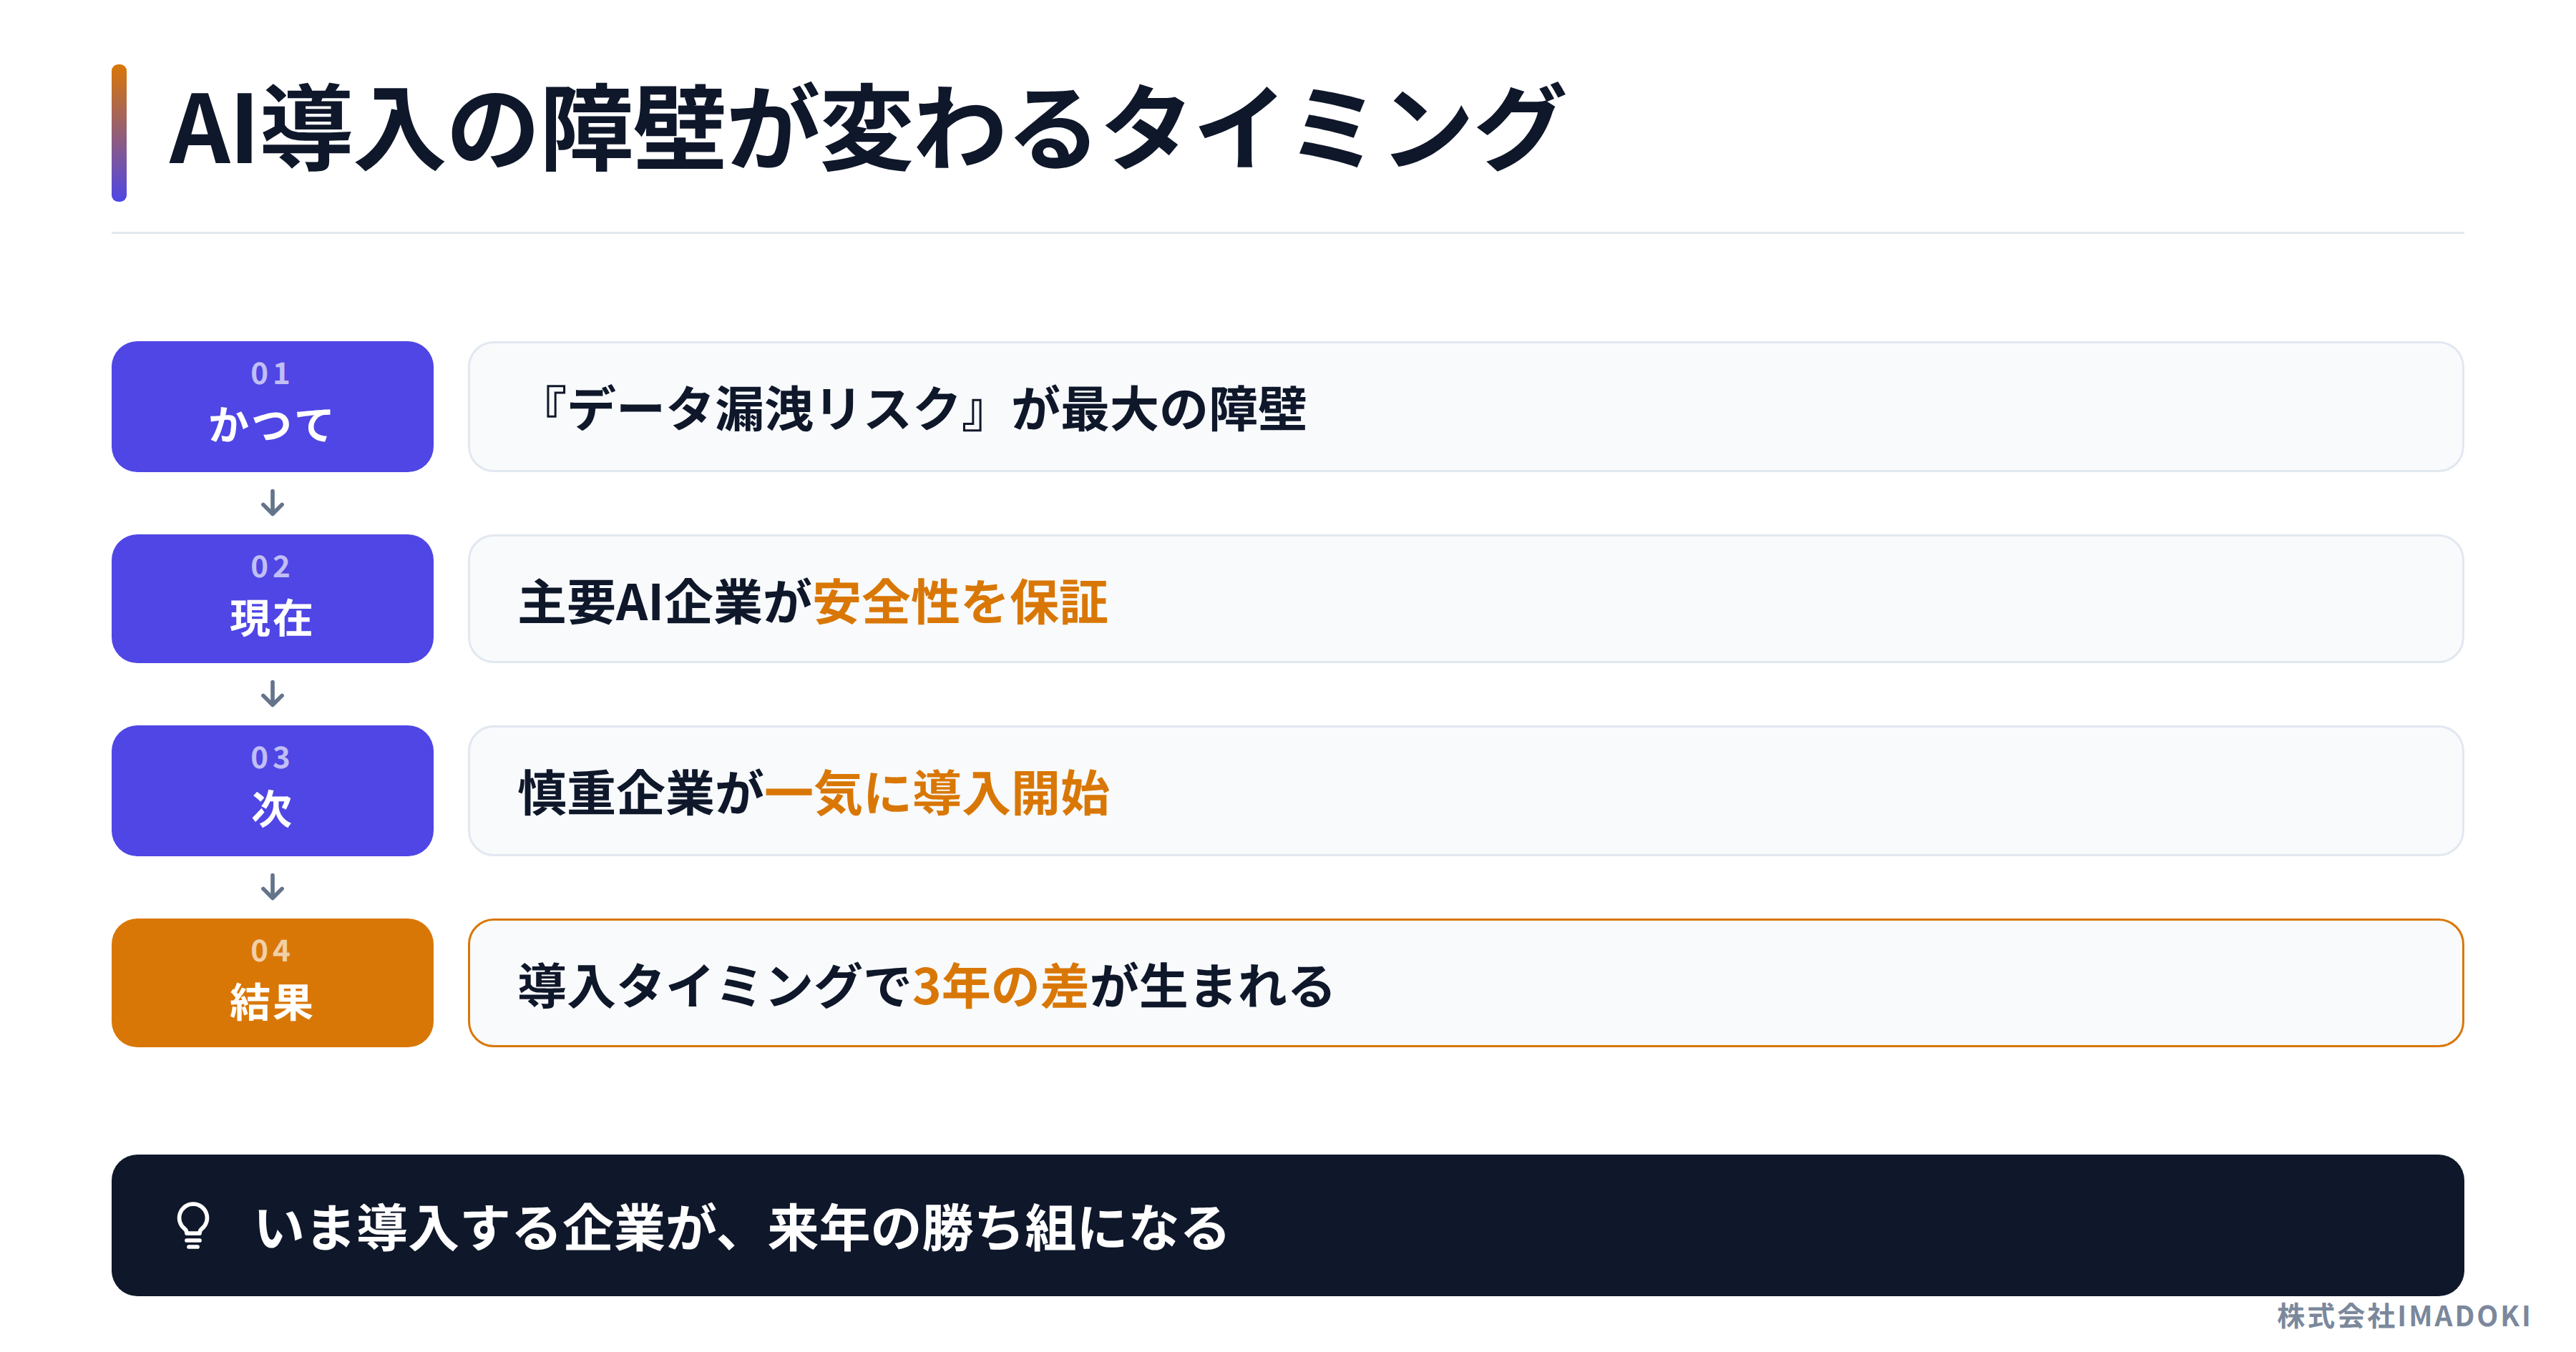 AI導入の障壁が変わるタイミング
01
かつて
『データ漏洩リスク』が最大の障壁
02
現在
主要AI企業が安全性を保証
03
次
慎重企業が一気に導入開始
04
結果
導入タイミングで3年の差が生まれる
いま導入する企業が、来年の勝ち組になる
株式会社IMADOKI